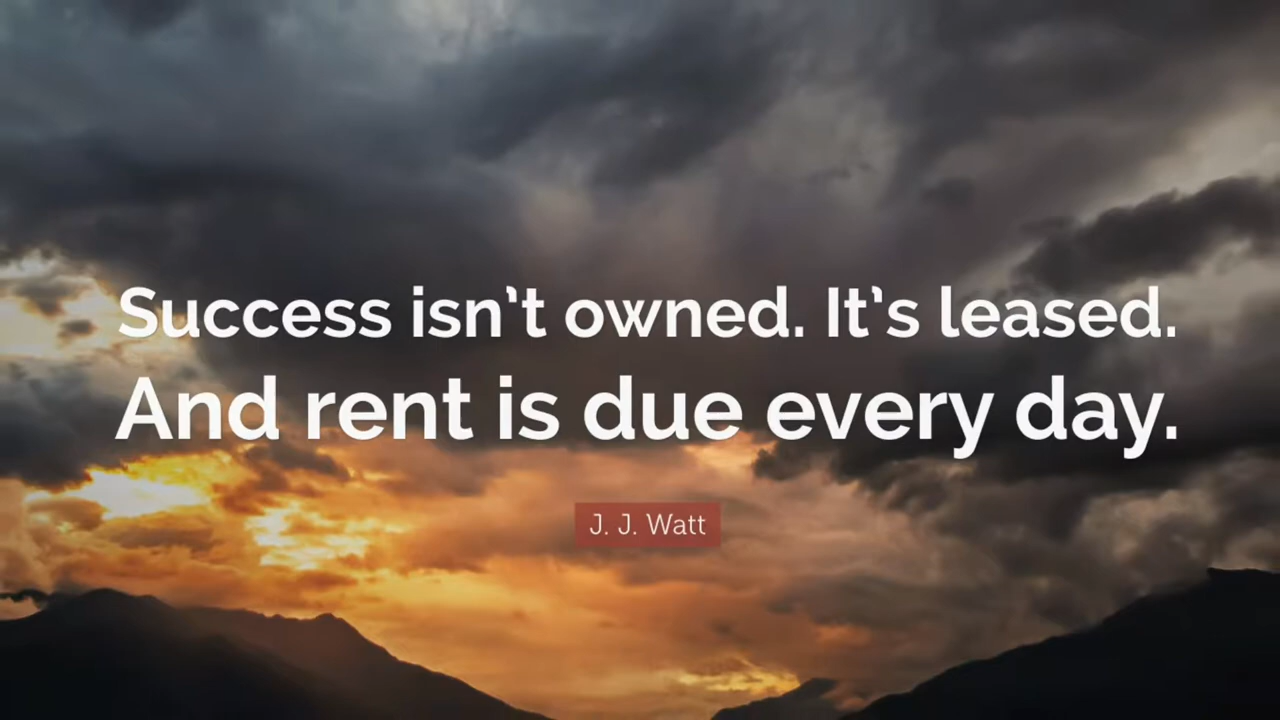 Success isn’t owned. It’s leased.
And rent is due every day.
J. J. Watt